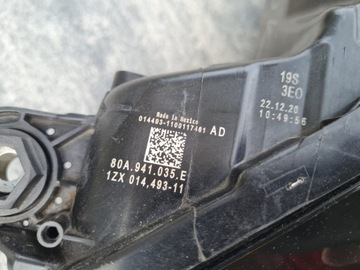 Made in Mexico
014493-1100117461 AD
80A.941.035.E
1ZX 014.493-11
19S
3EO
22.12.20
10:49:56